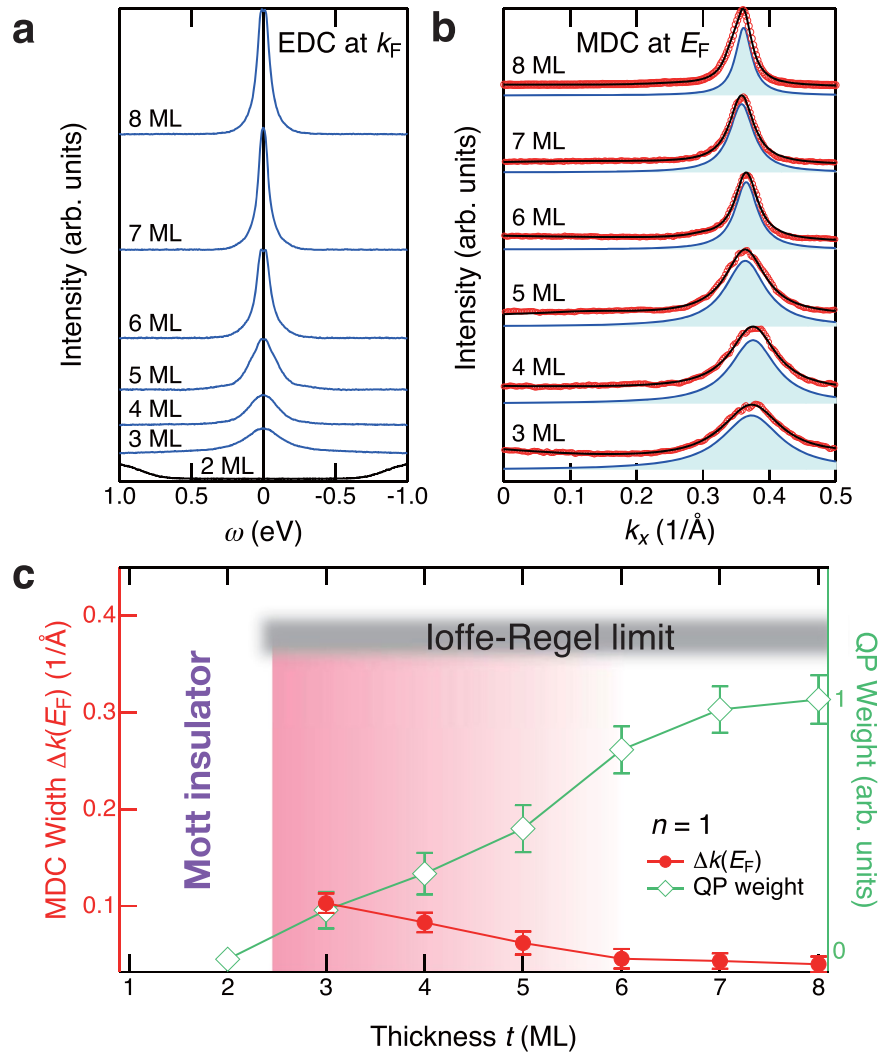 a
EDC at kF
Intensity (arb. units)
8 ML
7 ML
6 ML
5 ML
4 ML
3 ML
2 ML
1.0 0.5 0 -0.5 -1.0
ω (eV)
b
MDC at EF
Intensity (arb. units)
8 ML
7 ML
6 ML
5 ML
4 ML
3 ML
0 0.1 0.2 0.3 0.4 0.5
kx (1/Å)
c
MDC Width Δk(EF) (1/Å)
0.4
0.3
0.2
0.1
Mott insulator
Ioffe-Regel limit
n = 1
Δk(EF)
QP weight
1
0
QP Weight (arb. units)
1 2 3 4 5 6 7 8
Thickness t (ML)